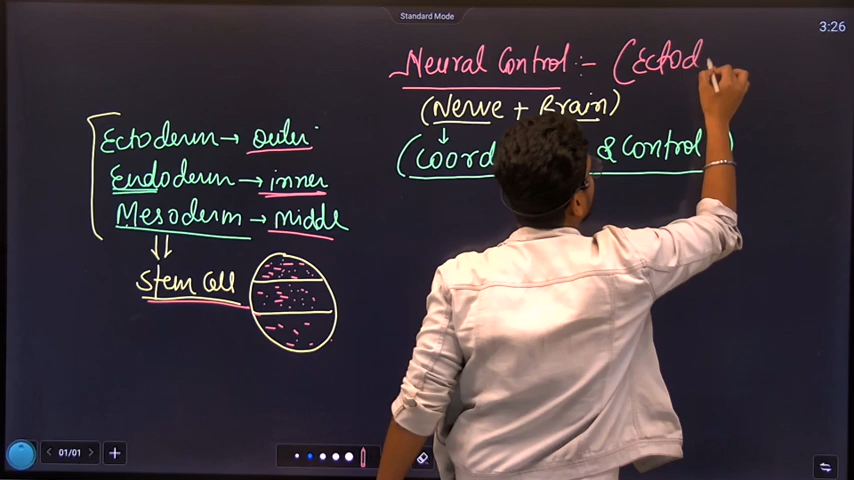 Standard Mode
3:26
Neural Control :- (Ectod
(Nerve + Brain)
(Coord & Control )
Ectoderm → outer
Endoderm → inner
Mesoderm → middle
Stem Cell
01/01